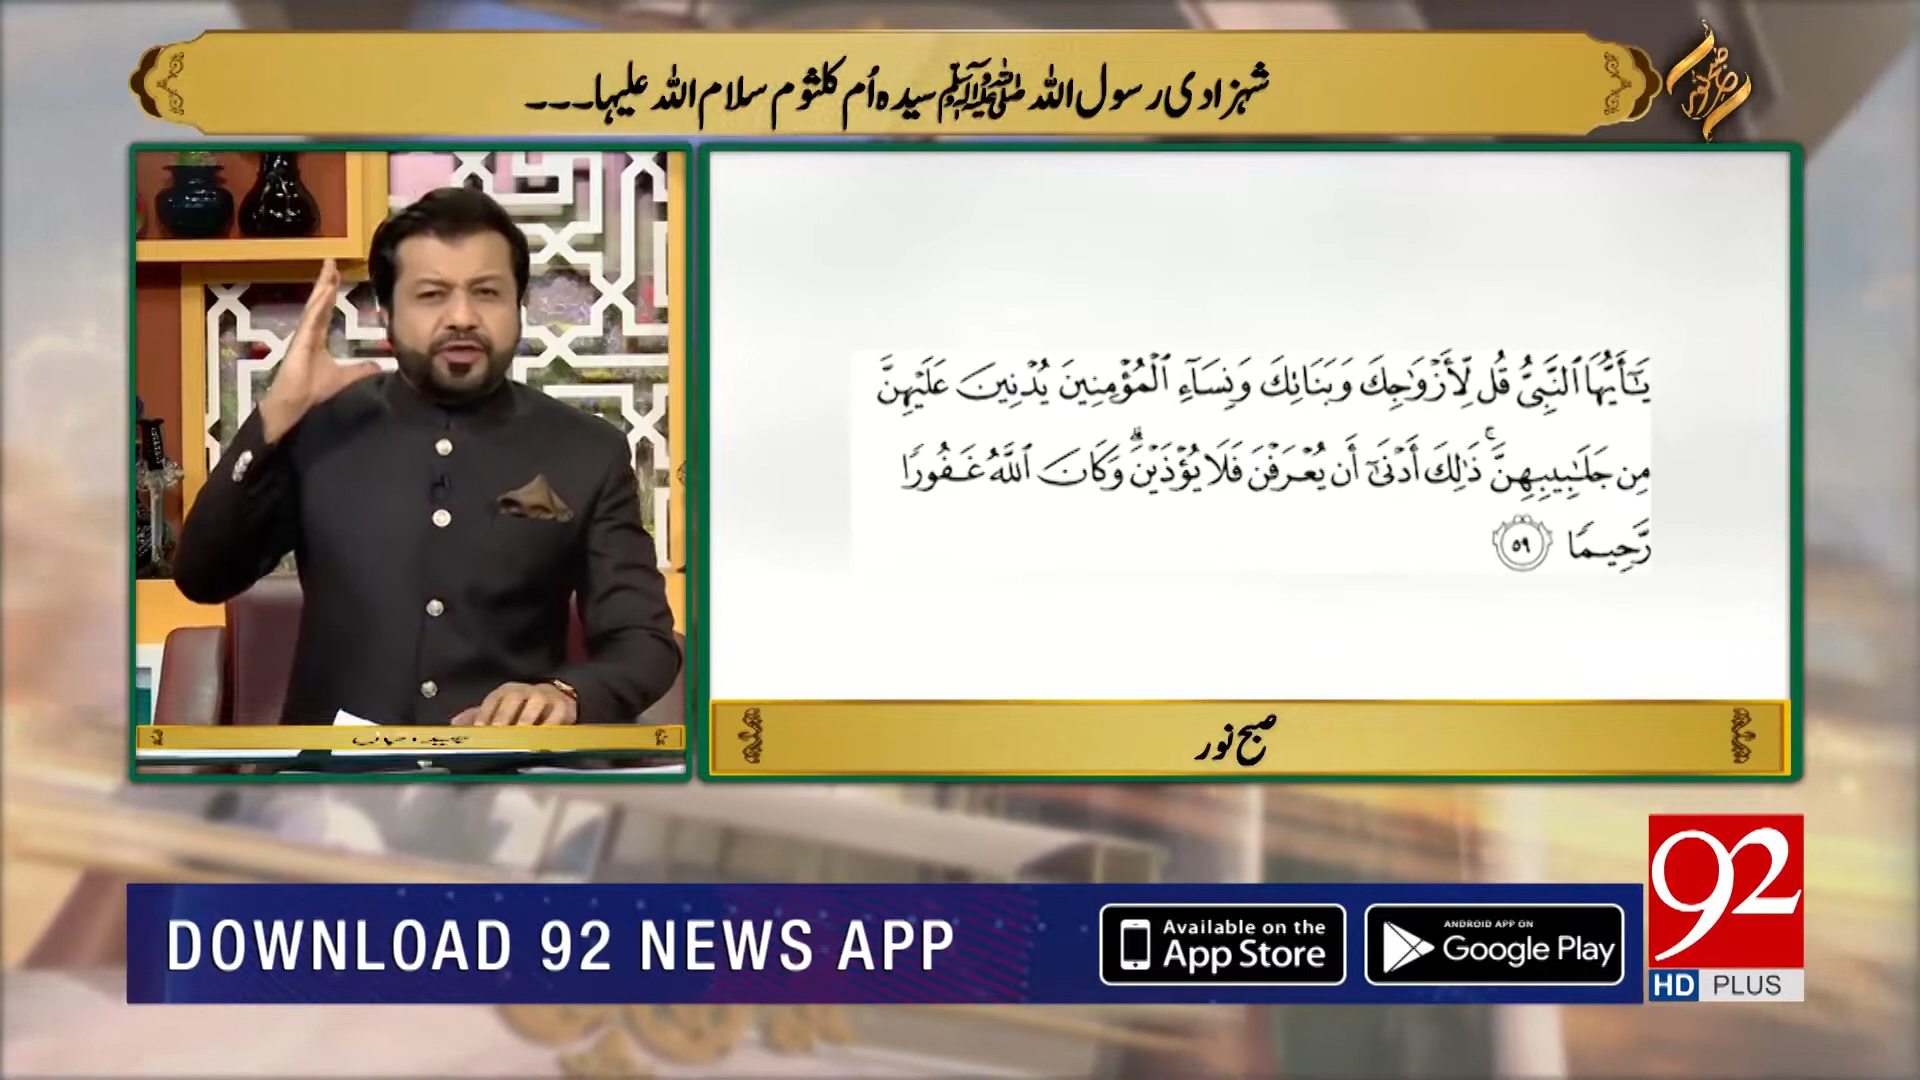 شہزادی رسول اللہ ﷺ سیدہ اُم کلثوم سلام اللہ علیہا۔۔۔
صبح نور
يَٰٓأَيُّهَا ٱلنَّبِىُّ قُل لِّأَزْوَٰجِكَ وَبَنَاتِكَ وَنِسَآءِ ٱلْمُؤْمِنِينَ يُدْنِينَ عَلَيْهِنَّ
مِن جَلَٰبِيبِهِنَّ ۚ ذَٰلِكَ أَدْنَىٰٓ أَن يُعْرَفْنَ فَلَا يُؤْذَيْنَ ۗ وَكَانَ ٱللَّهُ غَفُورًا
رَّحِيمًا ٥٩
صبح نور
DOWNLOAD 92 NEWS APP
Available on the
App Store
ANDROID APP ON
Google Play
92
HD PLUS